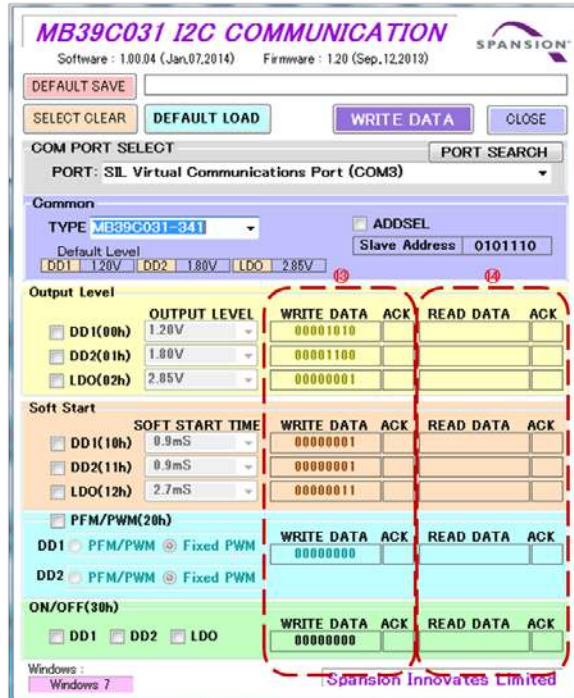 MB39C031 I2C COMMUNICATION
SPANSION
Software : 1.00.04 (Jan,07,2014) Firmware : 1.20 (Sep.,12,2013)
DEFAULT SAVE
SELECT CLEAR DEFAULT LOAD WRITE DATA CLOSE
COM PORT SELECT PORT SEARCH
PORT: SIL Virtual Communications Port (COM3)
Common
TYPE MB39C031-341 ADDSEL
Default Level Slave Address 0101110
DD1 1.20V DD2 1.80V LDO 2.85V
⑬ ⑭
Output Level
OUTPUT LEVEL WRITE DATA ACK READ DATA ACK
DD1(00h) 1.20V 00001010
DD2(01h) 1.80V 00001100
LDO(02h) 2.85V 00000001
Soft Start
SOFT START TIME WRITE DATA ACK READ DATA ACK
DD1(10h) 0.9mS 00000001
DD2(11h) 0.9mS 00000001
LDO(12h) 2.7mS 00000011
PFM/PWM(20h)
WRITE DATA ACK READ DATA ACK
DD1 PFM/PWM Fixed PWM 00000000
DD2 PFM/PWM Fixed PWM
ON/OFF(30h)
WRITE DATA ACK READ DATA ACK
DD1 DD2 LDO 00000000
Windows :
Windows 7 Spansion Innovates Limited